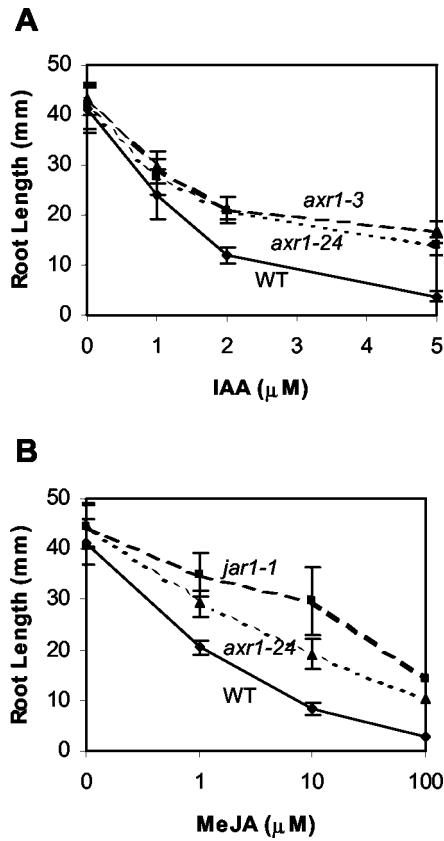 A
50
40
30
20
10
0
Root Length (mm)
axr1-3
axr1-24
WT
0 1 2 3 4 5
IAA (μ M)
B
50
40
30
20
10
0
Root Length (mm)
jar1-1
axr1-24
WT
0 1 10 100
MeJA (μ M)